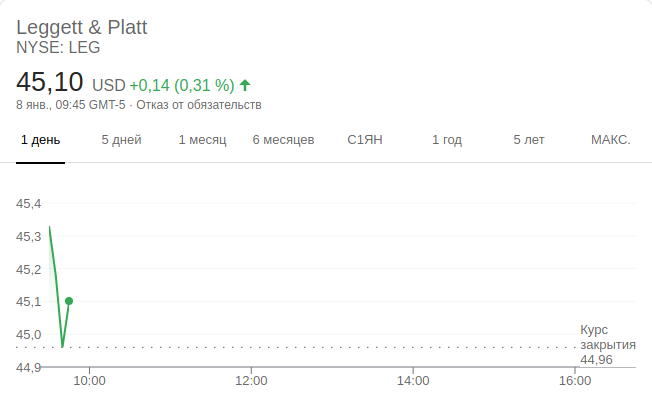 Leggett & Platt
NYSE: LEG
45,10 USD +0,14 (0,31 %)
8 янв., 09:45 GMT-5 · Отказ от обязательств
1 день 5 дней 1 месяц 6 месяцев С1ЯН 1 год 5 лет МАКС.
45,4
45,3
45,2
45,1
45,0
44,9
Курс
закрытия
44,96
10:00 12:00 14:00 16:00